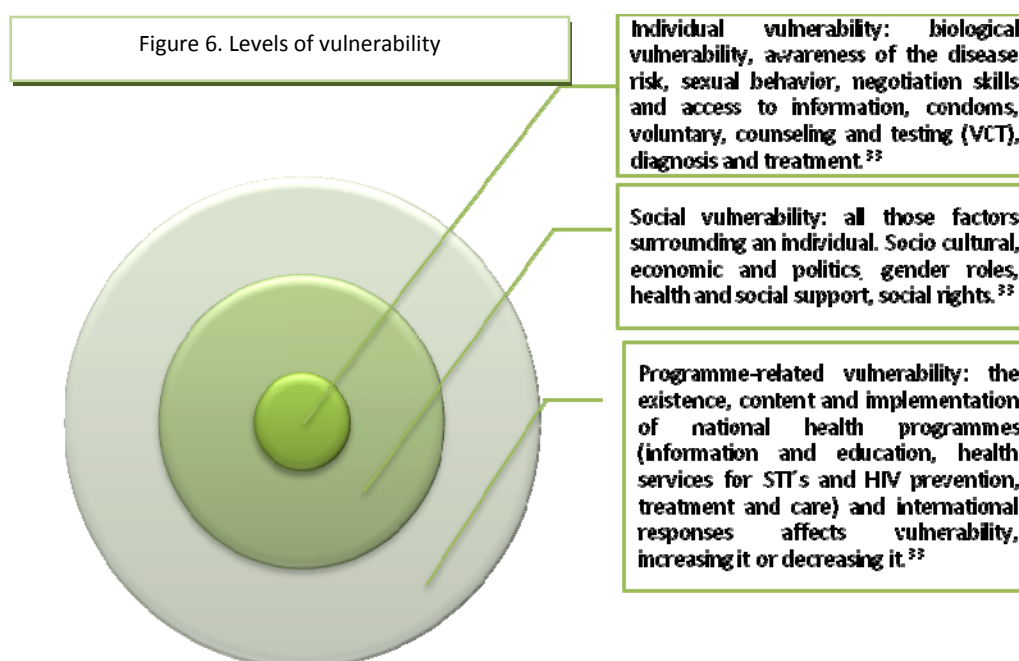 Figure 6. Levels of vulnerability
Individual vulnerability: biological
vulnerability, awareness of the disease
risk, sexual behavior, negotiation skills
and access to information, condoms,
voluntary, counseling and testing (VCT),
diagnosis and treatment.³³
Social vulnerability: all those factors
surrounding an individual. Socio cultural,
economic and politics, gender roles,
health and social support, social rights.³³
Programme-related vulnerability: the
existence, content and implementation
of national health programmes
(information and education, health
services for STI´s and HIV prevention,
treatment and care) and international
responses affects vulnerability,
increasing it or decreasing it.³³